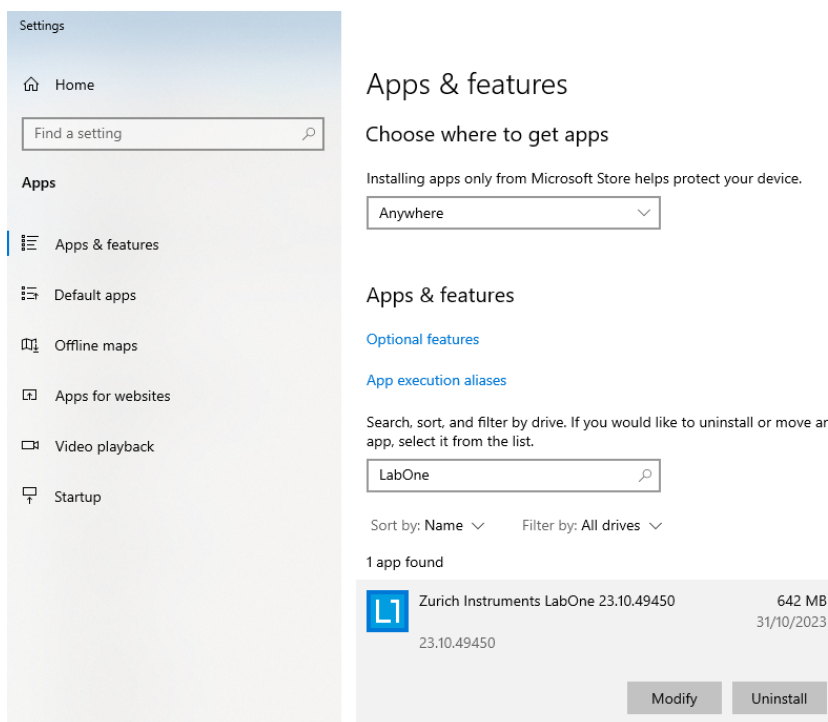 Settings
Home
Find a setting
Apps
Apps & features
Default apps
Offline maps
Apps for websites
Video playback
Startup
Apps & features
Choose where to get apps
Installing apps only from Microsoft Store helps protect your device.
Anywhere
Apps & features
Optional features
App execution aliases
Search, sort, and filter by drive. If you would like to uninstall or move an
app, select it from the list.
LabOne
Sort by: Name Filter by: All drives
1 app found
L1
Zurich Instruments LabOne 23.10.49450 642 MB
31/10/2023
23.10.49450
Modify Uninstall